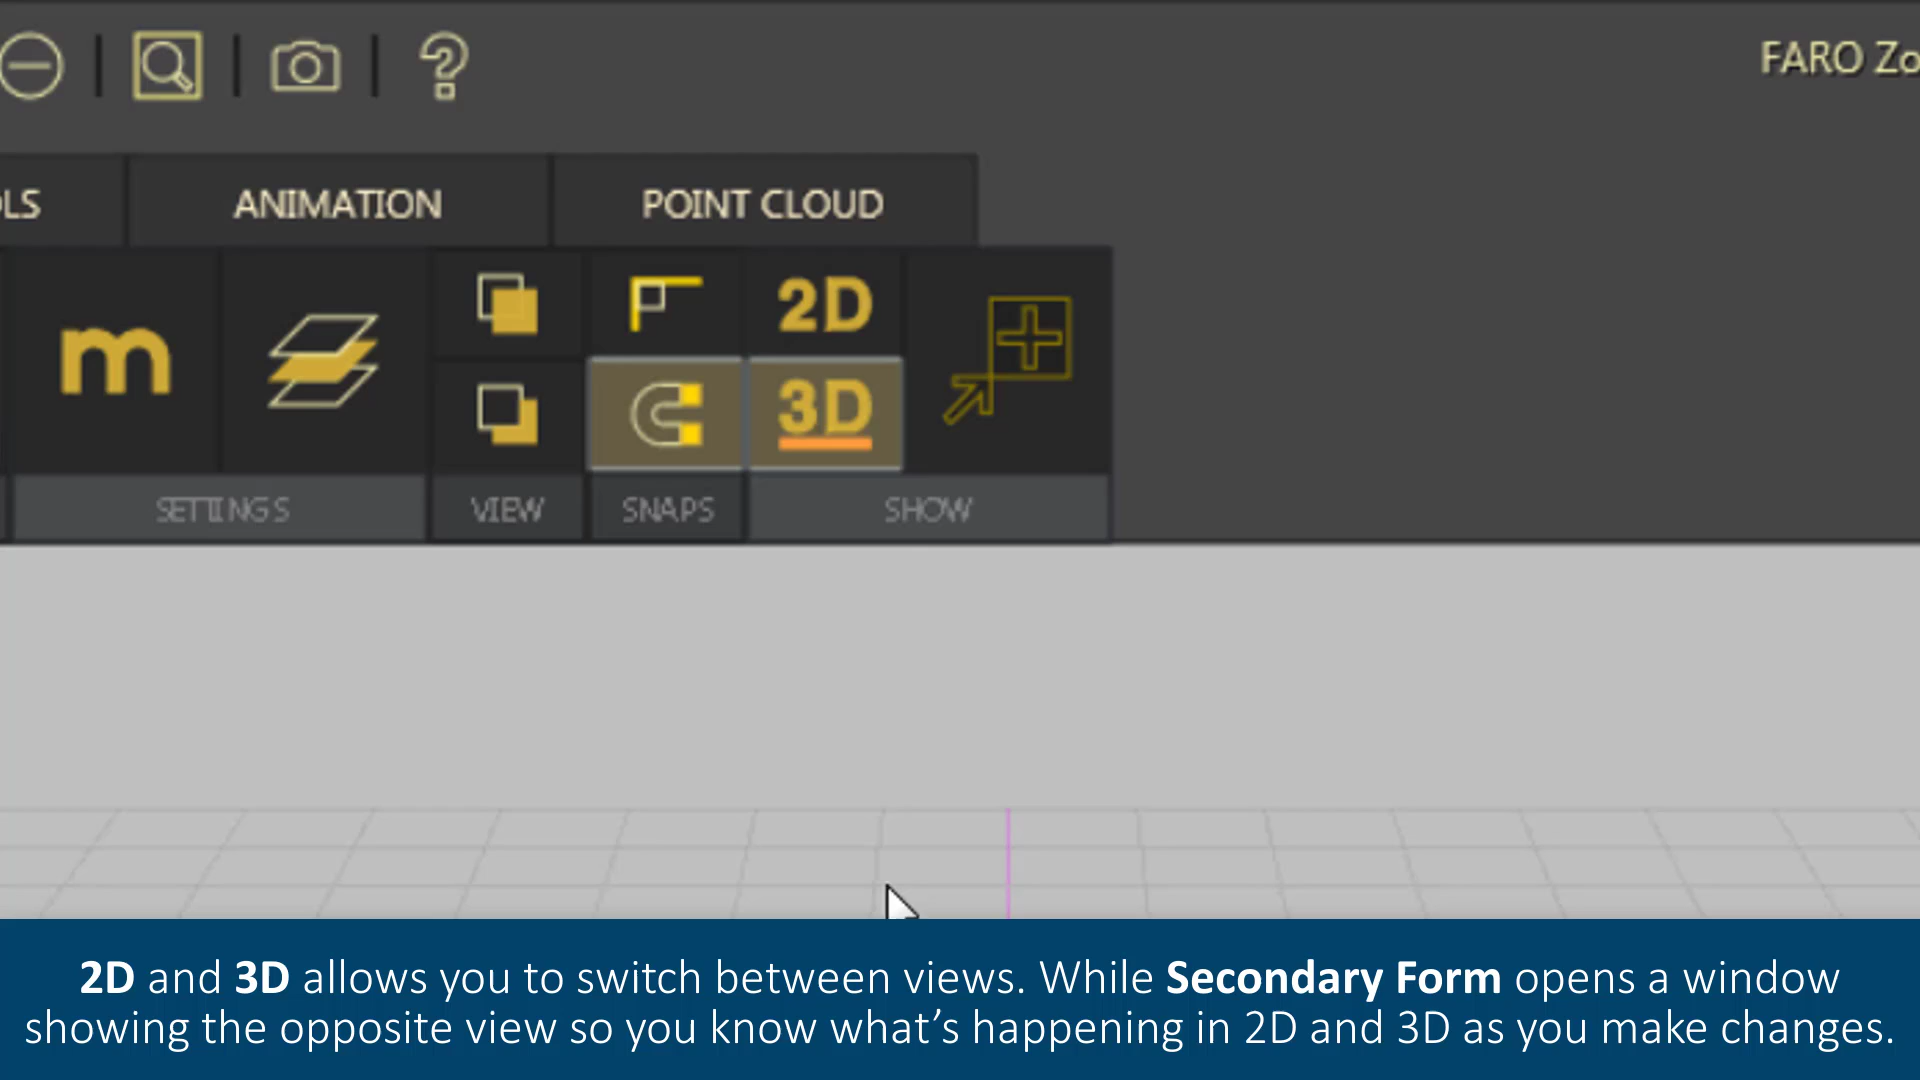 FARO Zo
OLS
ANIMATION
POINT CLOUD
m
2D
3D
SETTINGS
VIEW
SNAPS
SHOW
2D and 3D allows you to switch between views. While Secondary Form opens a window
showing the opposite view so you know what’s happening in 2D and 3D as you make changes.